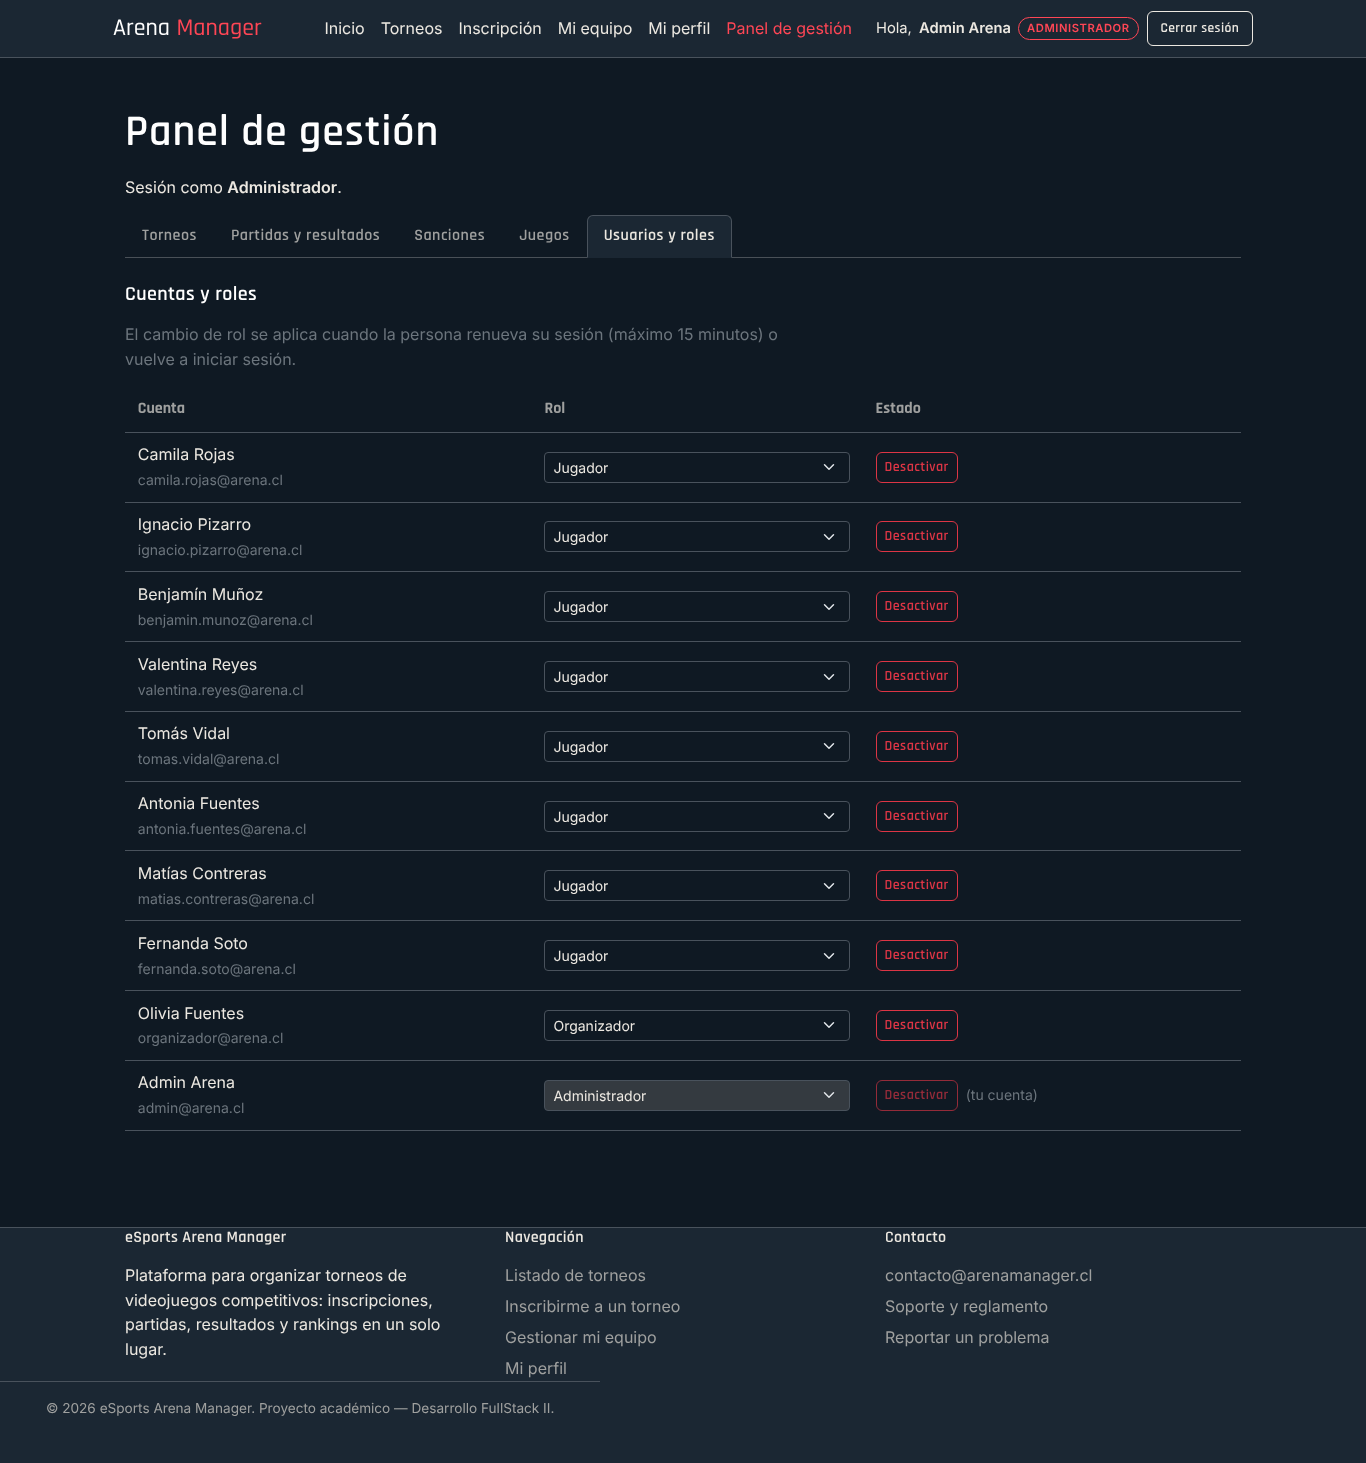 Arena Manager
Inicio Torneos Inscripción Mi equipo Mi perfil Panel de gestión Hola, Admin Arena ADMINISTRADOR Cerrar sesión
Panel de gestión
Sesión como Administrador.
Torneos Partidas y resultados Sanciones Juegos Usuarios y roles
Cuentas y roles
El cambio de rol se aplica cuando la persona renueva su sesión (máximo 15 minutos) o
vuelve a iniciar sesión.
Cuenta Rol Estado
Camila Rojas
camila.rojas@arena.cl
Jugador
Desactivar
Ignacio Pizarro
ignacio.pizarro@arena.cl
Jugador
Desactivar
Benjamín Muñoz
benjamin.munoz@arena.cl
Jugador
Desactivar
Valentina Reyes
valentina.reyes@arena.cl
Jugador
Desactivar
Tomás Vidal
tomas.vidal@arena.cl
Jugador
Desactivar
Antonia Fuentes
antonia.fuentes@arena.cl
Jugador
Desactivar
Matías Contreras
matias.contreras@arena.cl
Jugador
Desactivar
Fernanda Soto
fernanda.soto@arena.cl
Jugador
Desactivar
Olivia Fuentes
organizador@arena.cl
Organizador
Desactivar
Admin Arena
admin@arena.cl
Administrador
Desactivar (tu cuenta)
eSports Arena Manager
Plataforma para organizar torneos de
videojuegos competitivos: inscripciones,
partidas, resultados y rankings en un solo
lugar.
Navegación
Listado de torneos
Inscribirme a un torneo
Gestionar mi equipo
Mi perfil
Contacto
contacto@arenamanager.cl
Soporte y reglamento
Reportar un problema
© 2026 eSports Arena Manager. Proyecto académico — Desarrollo FullStack II.